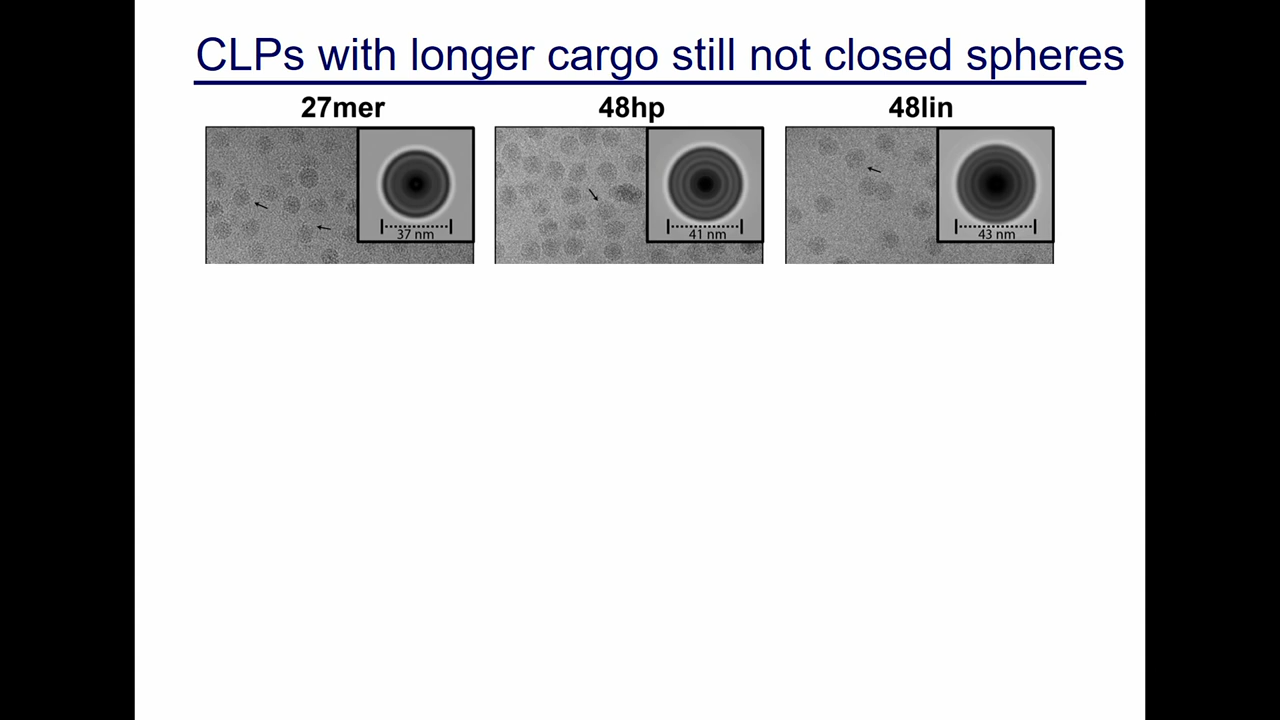 CLPs with longer cargo still not closed spheres
27mer
48hp
48lin
37 nm
41 nm
43 nm